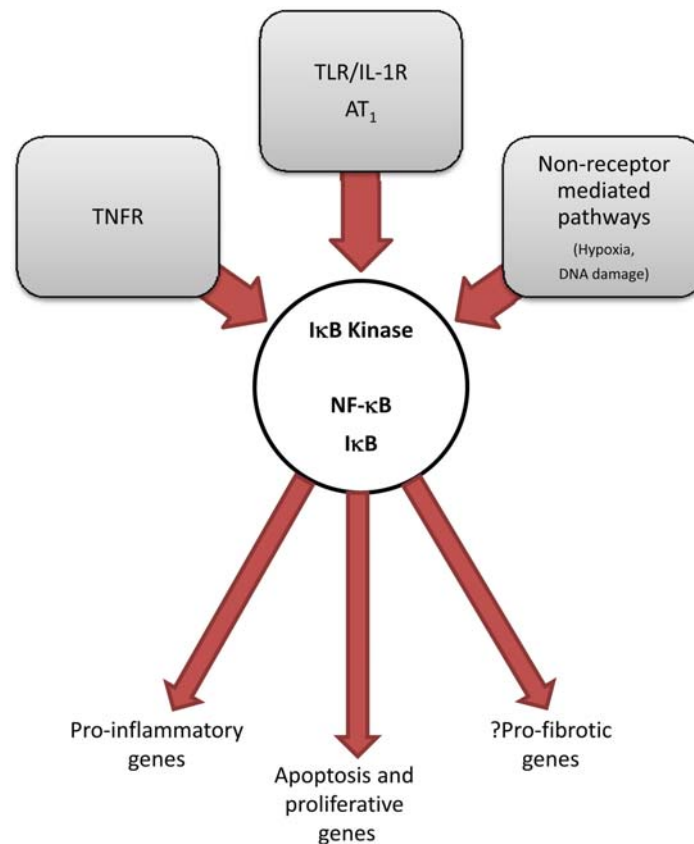 TLR/IL-1R
AT₁
TNFR
Non-receptor
mediated
pathways
(Hypoxia,
DNA damage)
IκB Kinase
NF-κB
IκB
Pro-inflammatory
genes
Apoptosis and
proliferative
genes
?Pro-fibrotic
genes